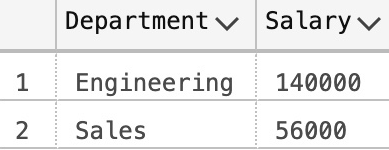 Department Salary
1 Engineering 140000
2 Sales 56000